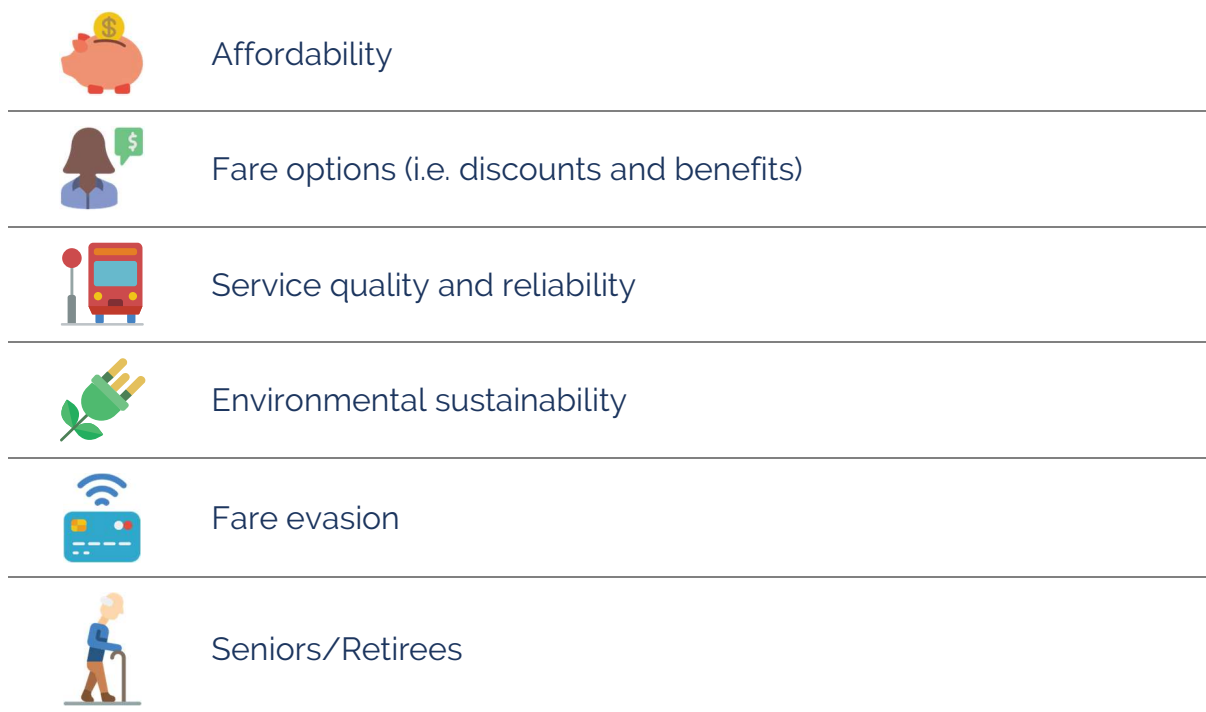 Affordability
Fare options (i.e. discounts and benefits)
Service quality and reliability
Environmental sustainability
Fare evasion
Seniors/Retirees